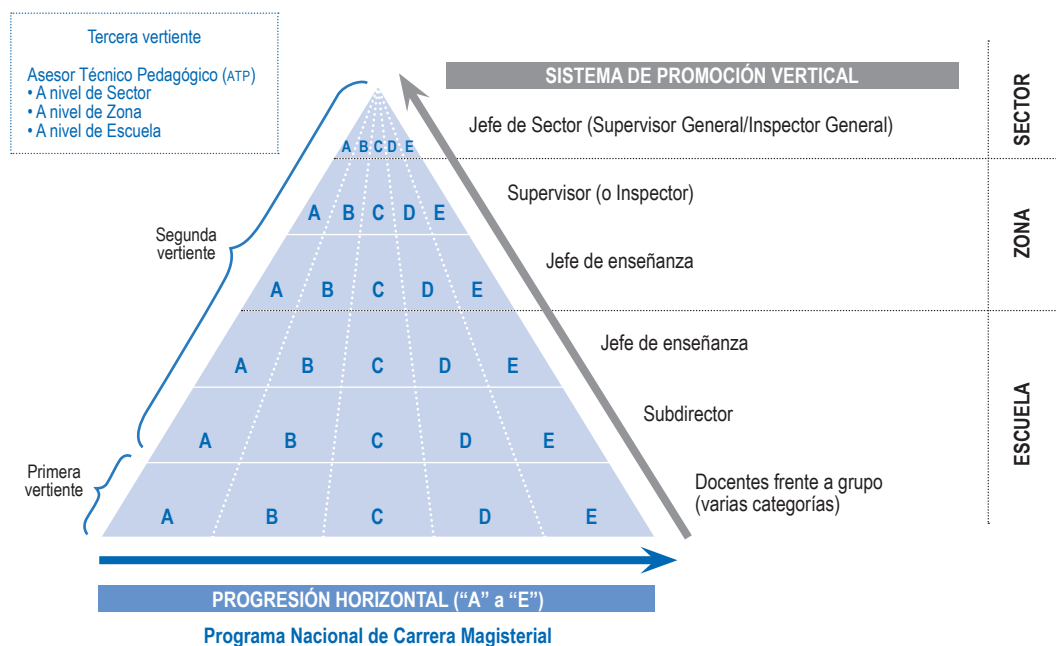 Tercera vertiente
Asesor Técnico Pedagógico (ATP)
• A nivel de Sector
• A nivel de Zona
• A nivel de Escuela
SISTEMA DE PROMOCIÓN VERTICAL
SECTOR
Jefe de Sector (Supervisor General/Inspector General)
A B C D E
ZONA
Supervisor (o Inspector)
A B C D E
Segunda
vertiente
Jefe de enseñanza
A B C D E
ESCUELA
Jefe de enseñanza
A B C D E
Subdirector
A B C D E
Primera
vertiente
Docentes frente a grupo
(varias categorías)
A B C D E
PROGRESIÓN HORIZONTAL (“A” a “E”)
Programa Nacional de Carrera Magisterial